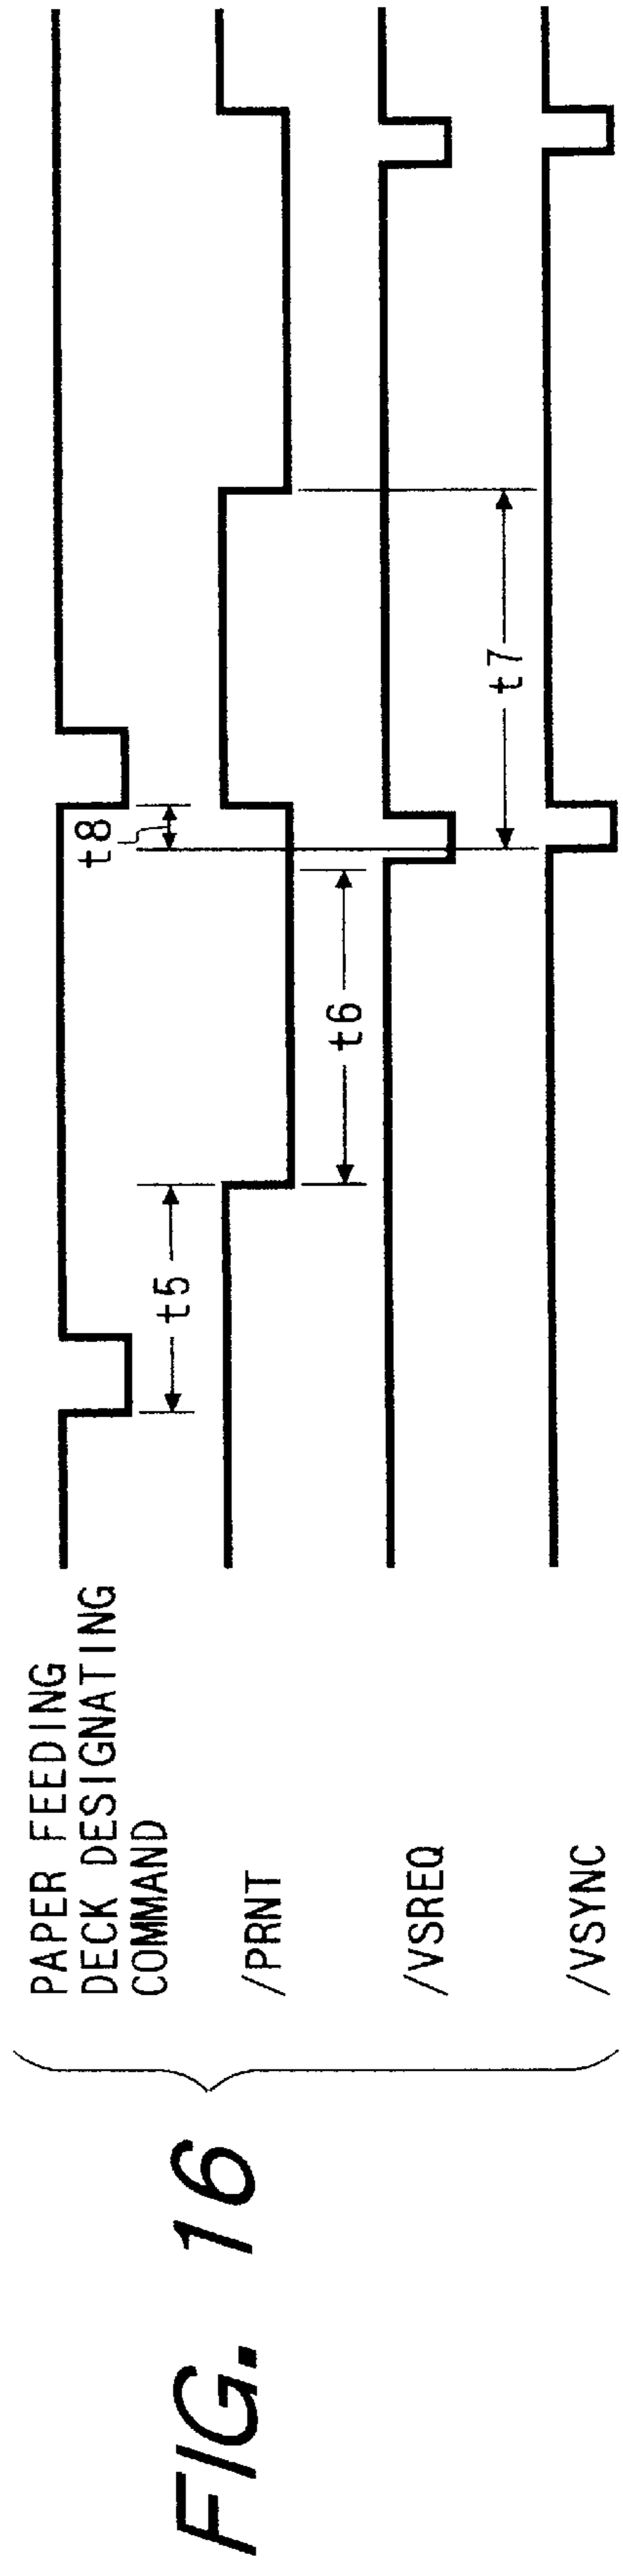 FIG. 16
PAPER FEEDING
DECK DESIGNATING
COMMAND
/PRNT
/VSREQ
/VSYNC
t5
t6
t8
t7